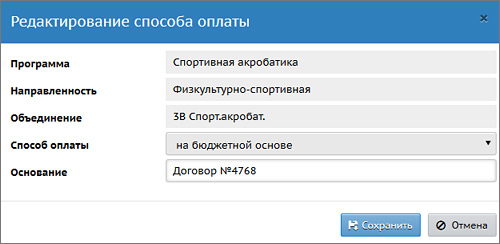 Редактирование способа оплаты
Программа Спортивная акробатика
Направленность Физкультурно-спортивная
Объединение 3В Спорт.акробат.
Способ оплаты на бюджетной основе
Основание Договор №4768
Сохранить Отмена